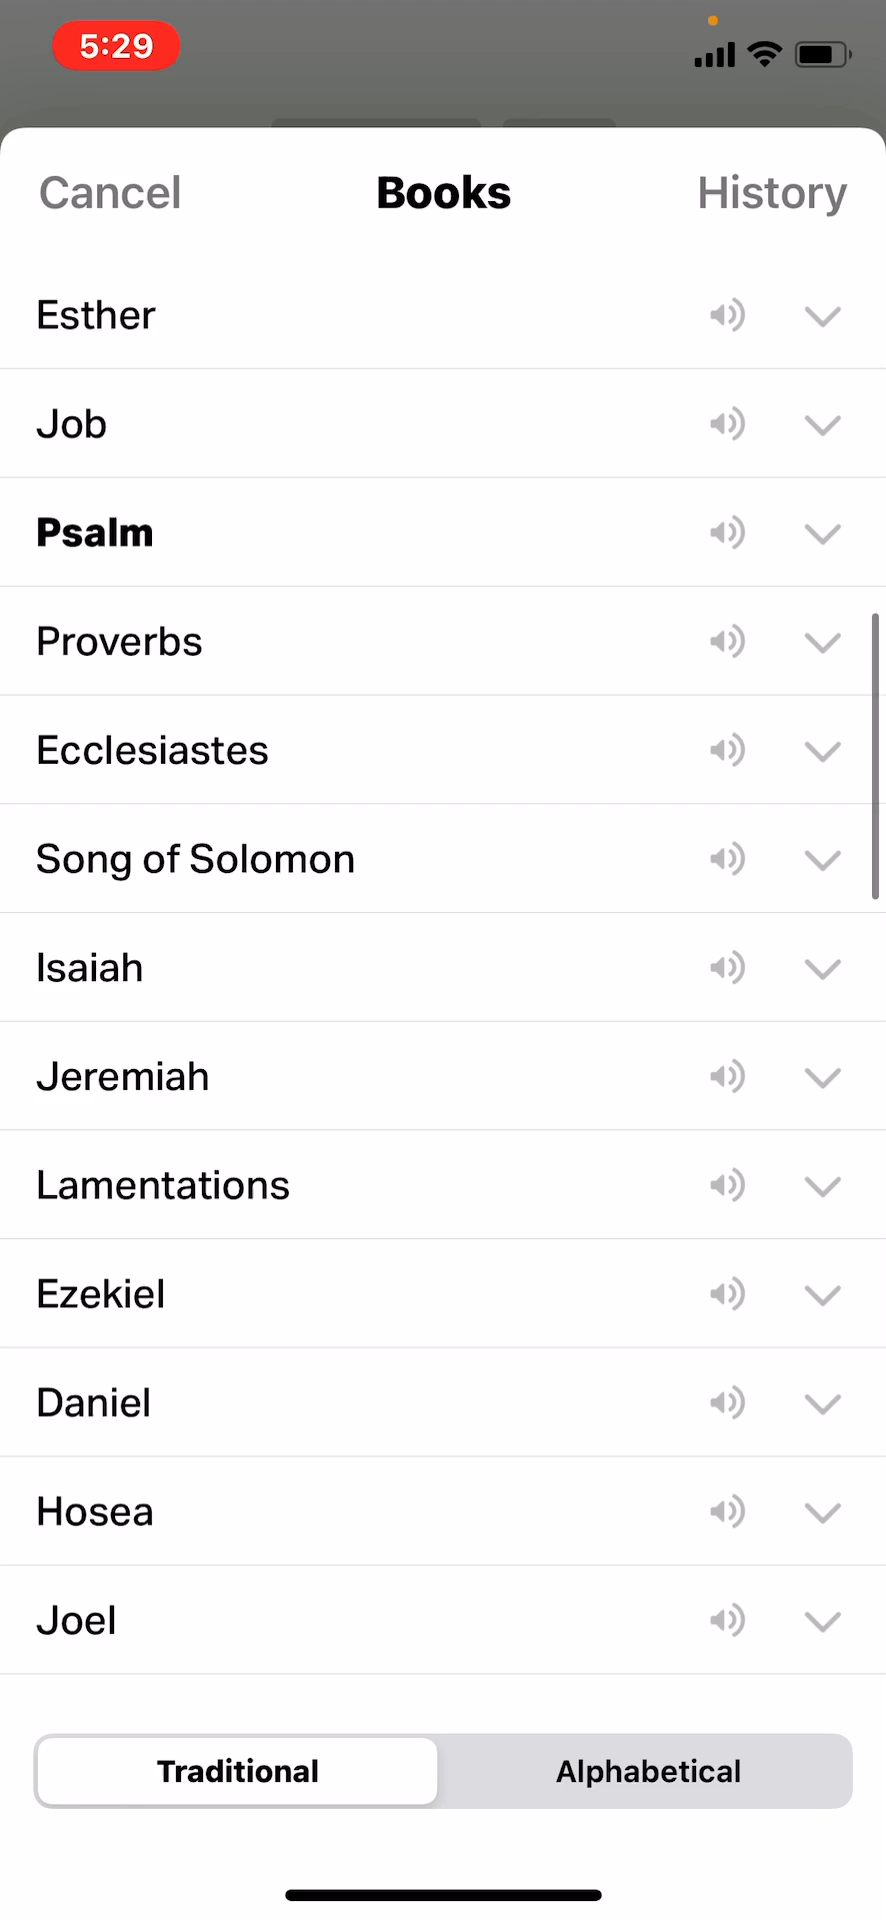 5:29
Cancel Books History
Esther
Job
Psalm
Proverbs
Ecclesiastes
Song of Solomon
Isaiah
Jeremiah
Lamentations
Ezekiel
Daniel
Hosea
Joel
Traditional Alphabetical